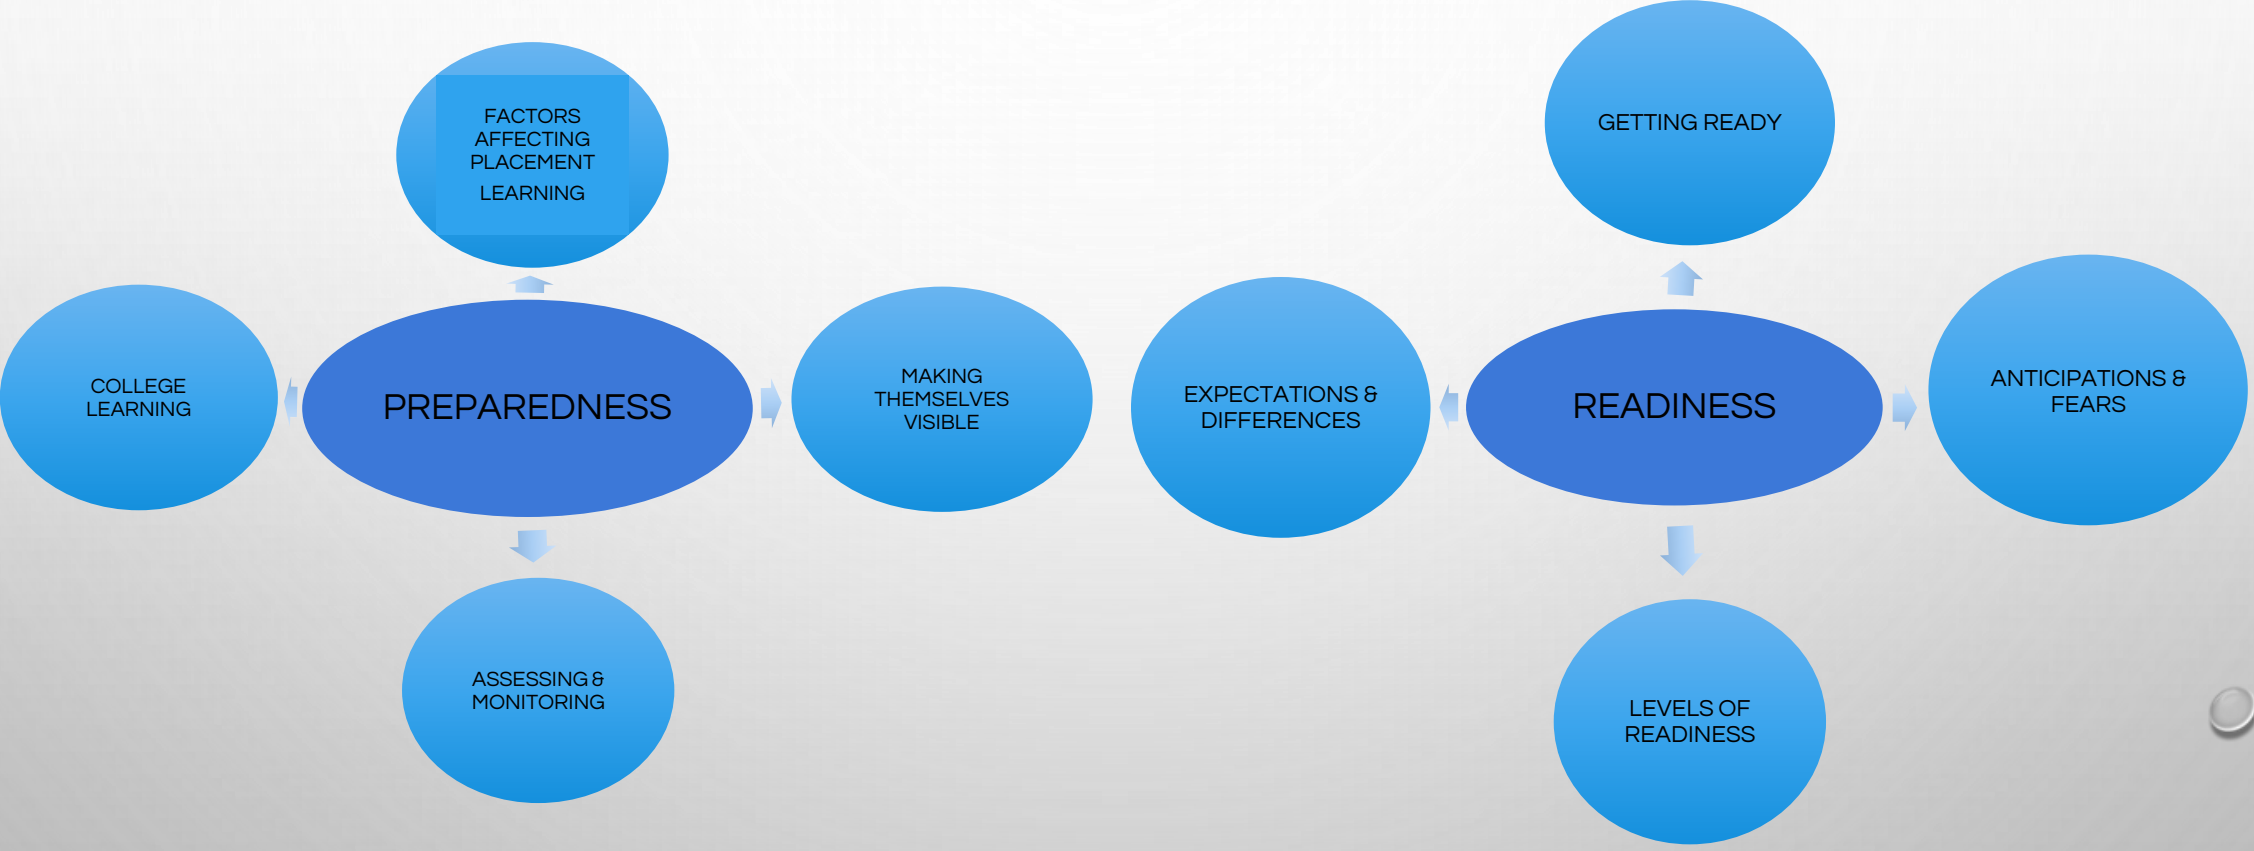 FACTORS
AFFECTING
PLACEMENT
LEARNING
COLLEGE
LEARNING
PREPAREDNESS
MAKING
THEMSELVES
VISIBLE
ASSESSING &
MONITORING
GETTING READY
EXPECTATIONS &
DIFFERENCES
READINESS
ANTICIPATIONS &
FEARS
LEVELS OF
READINESS